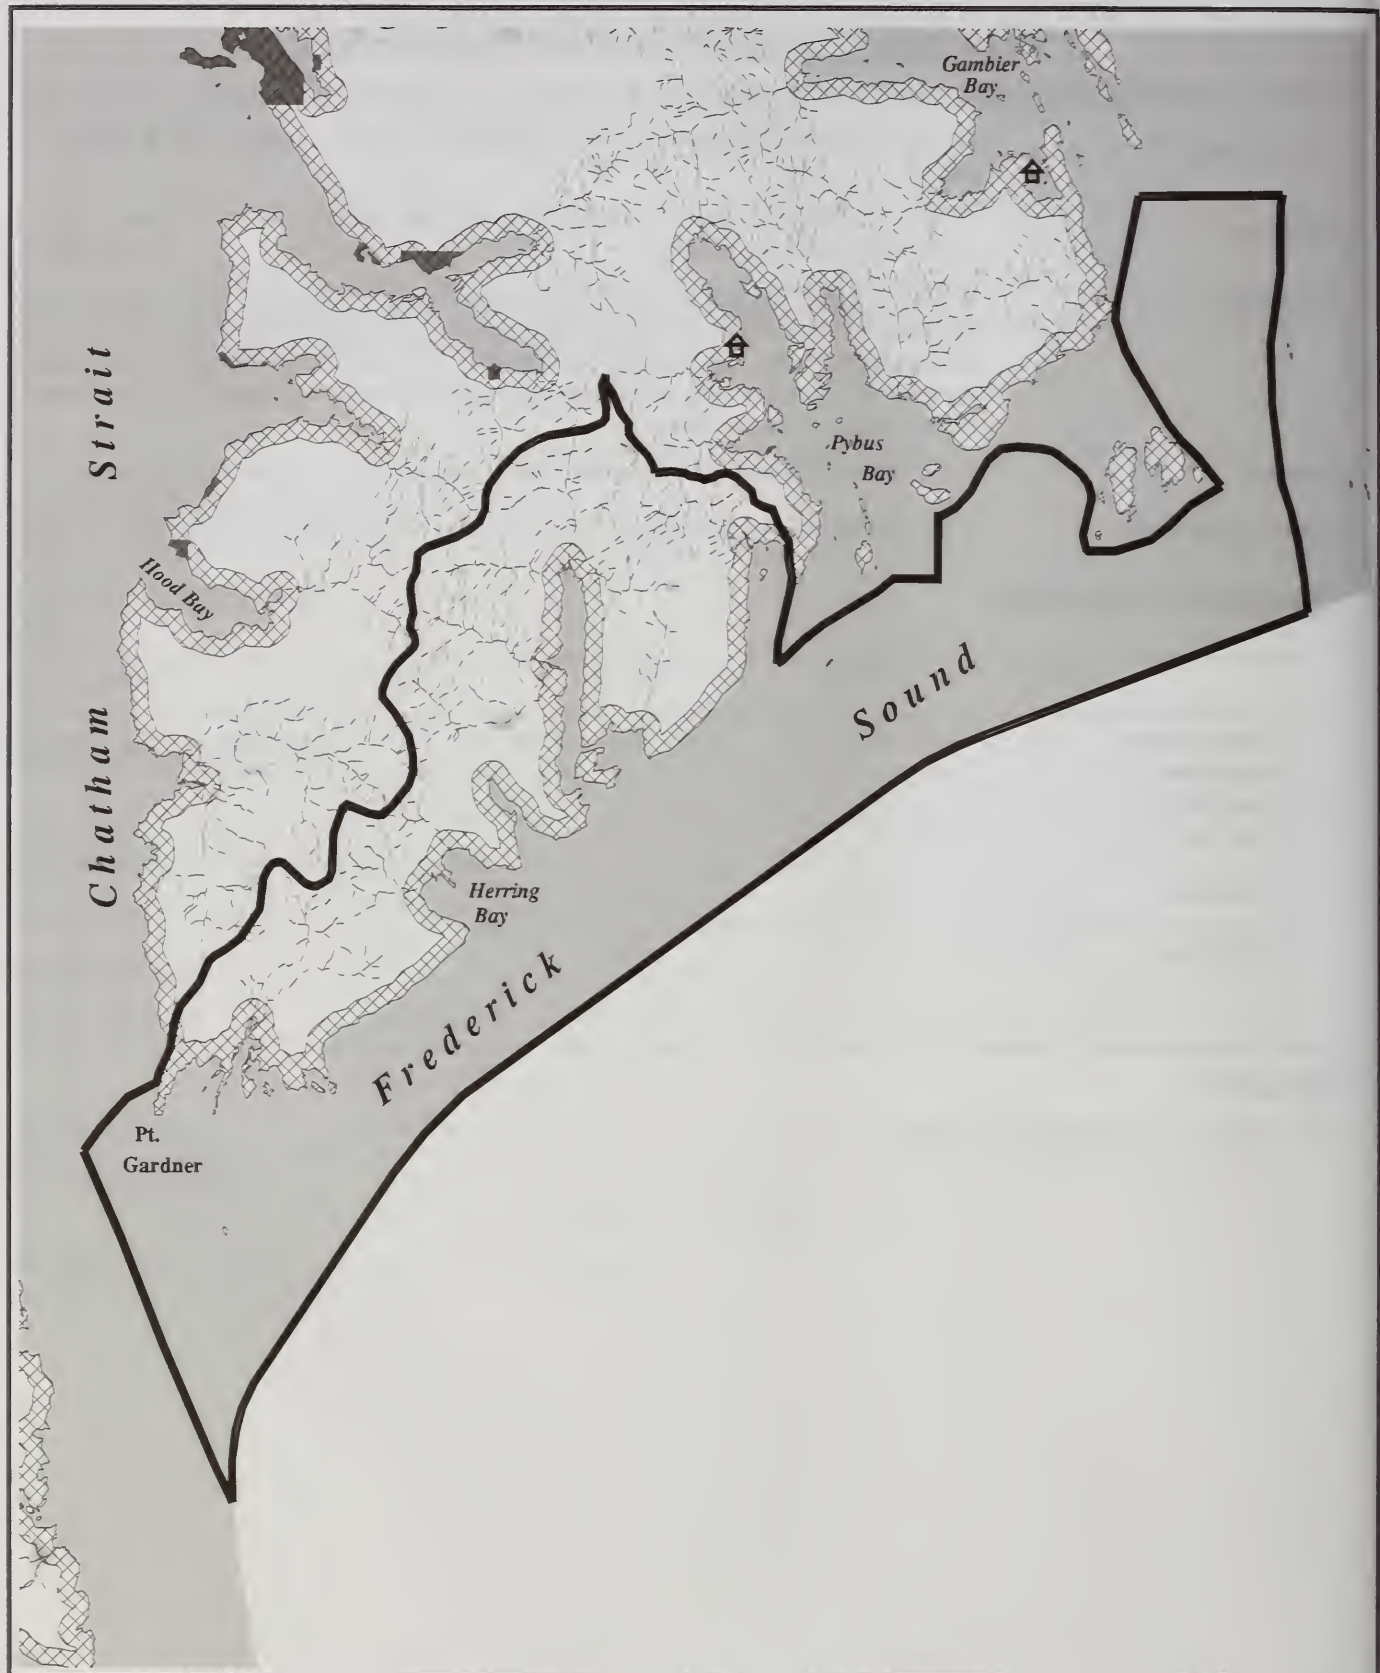 Gambier
Bay
Strait
Pybus
Bay
Hood Bay
Sound
Chatham
Herring
Bay
Frederick
Pt.
Gardner